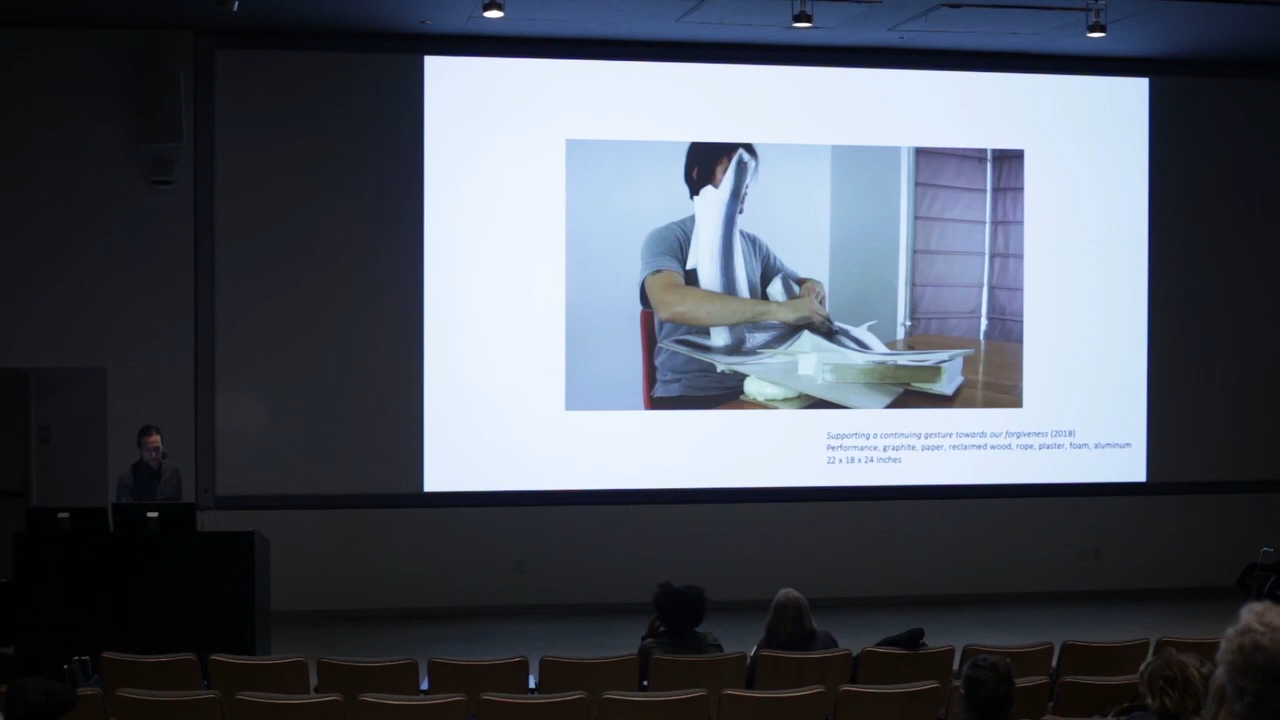 Supporting a continuing gesture towards our forgiveness (2018)
Performance, graphite, paper, reclaimed wood, rope, plaster, foam, aluminum
22 x 18 x 24 inches